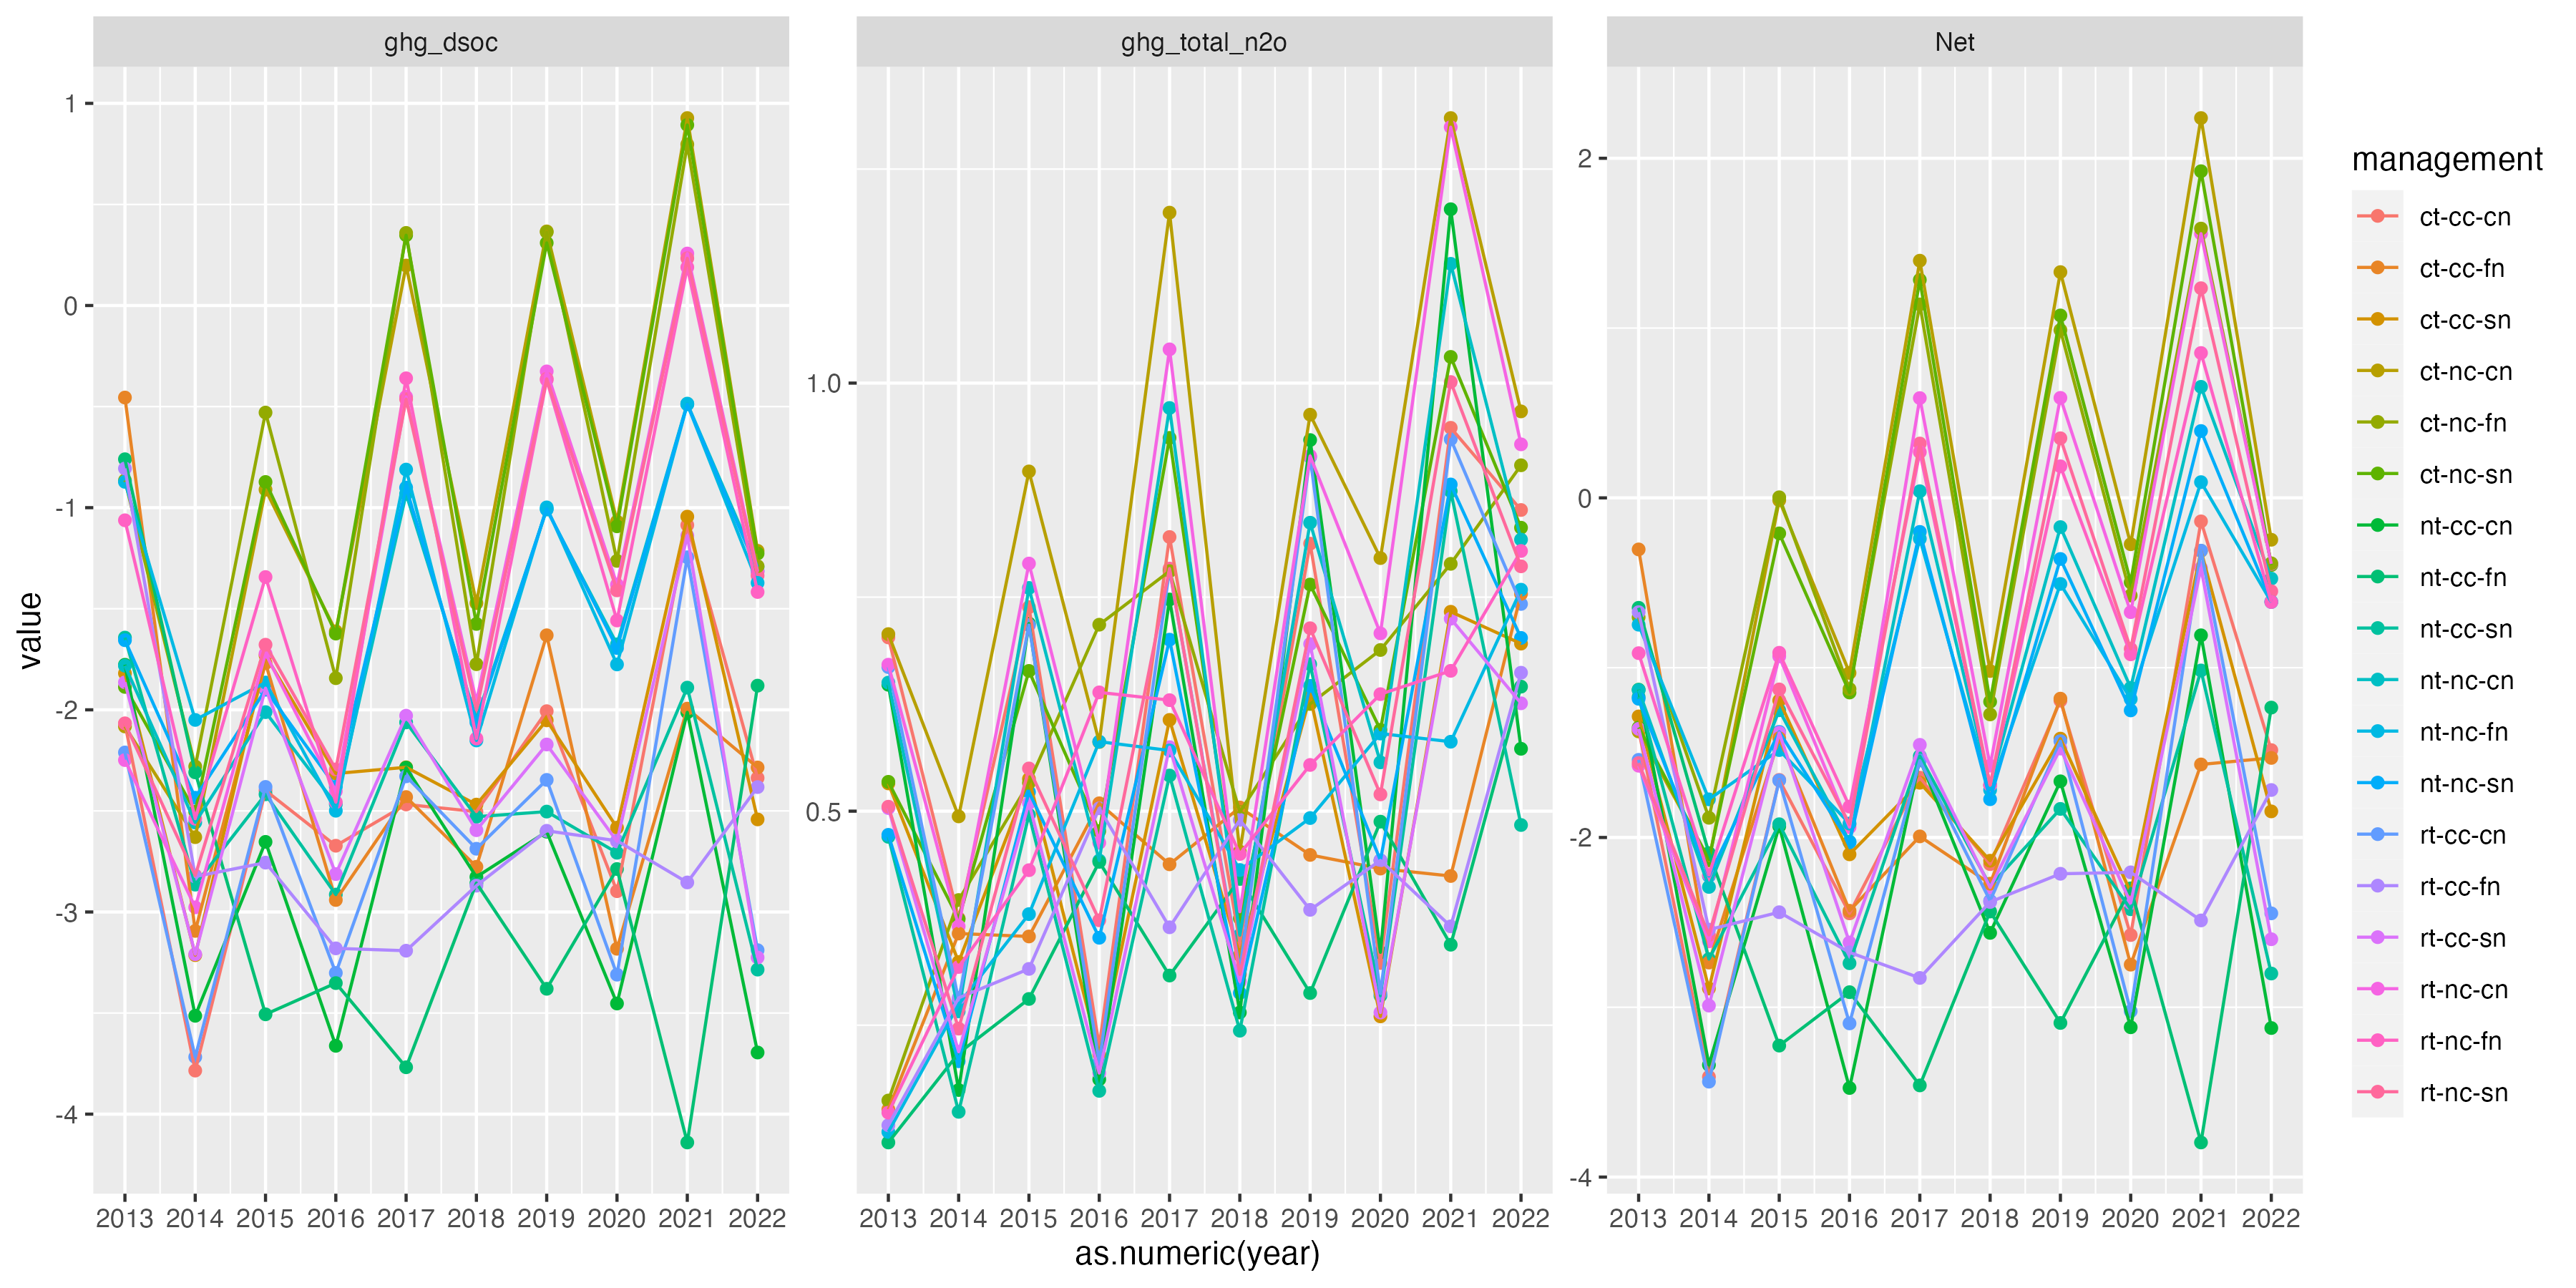 ghg_dsoc
ghg_total_n2o
Net
value
1
0
-1
-2
-3
-4
1.0
0.5
2
0
-2
-4
2013 2014 2015 2016 2017 2018 2019 2020 2021 2022
2013 2014 2015 2016 2017 2018 2019 2020 2021 2022
2013 2014 2015 2016 2017 2018 2019 2020 2021 2022
as.numeric(year)
management
ct-cc-cn
ct-cc-fn
ct-cc-sn
ct-nc-cn
ct-nc-fn
ct-nc-sn
nt-cc-cn
nt-cc-fn
nt-cc-sn
nt-nc-cn
nt-nc-fn
nt-nc-sn
rt-cc-cn
rt-cc-fn
rt-cc-sn
rt-nc-cn
rt-nc-fn
rt-nc-sn